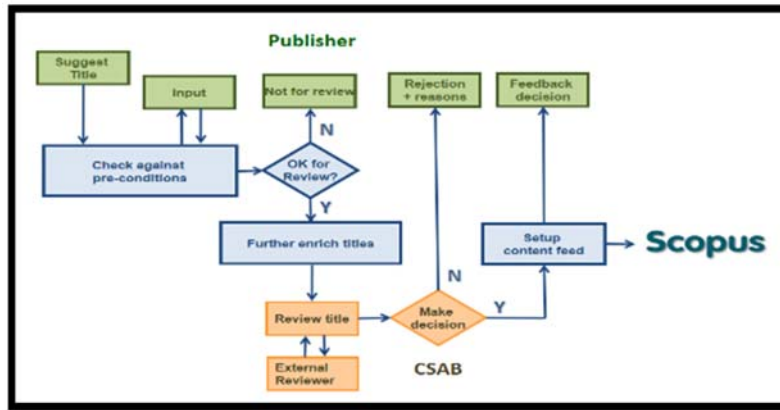 Publisher
Suggest
Title
Input
Not for review
Rejection
+ reasons
Feedback
decision
N
Check against
pre-conditions
OK for
Review?
Y
Further enrich titles
Setup
content feed
Scopus
N
Review title
Make
decision
Y
External
Reviewer
CSAB